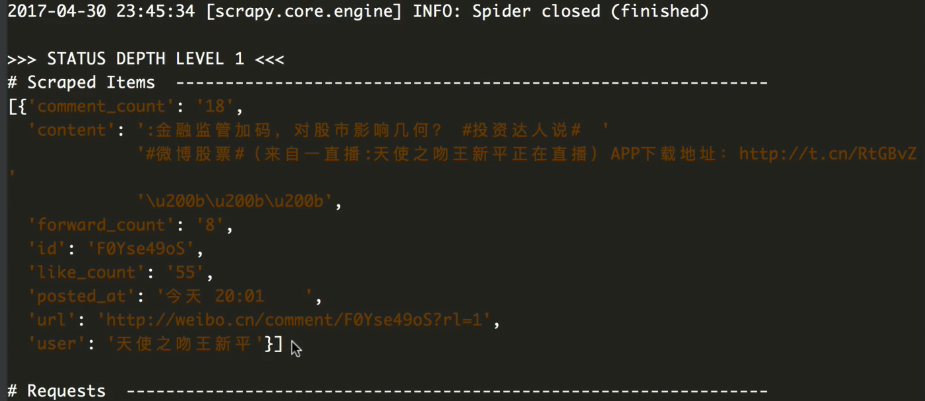 2017-04-30 23:45:34 [scrapy.core.engine] INFO: Spider closed (finished)
>>> STATUS DEPTH LEVEL 1 <<<
# Scraped Items  ------------------------------------------------------------
[{'comment_count': '18',
'content': ':金融监管加码，对股市影响几何？ #投资达人说#  '
'#微博股票#（来自一直播:天使之吻王新平正在直播）APP下载地址：http://t.cn/RtGBvZ
'
'\u200b\u200b\u200b',
'forward_count': '8',
'id': 'F0Yse49oS',
'like_count': '55',
'posted_at': '今天 20:01    ',
'url': 'http://weibo.cn/comment/F0Yse49oS?rl=1',
'user': '天使之吻王新平'}]
# Requests  -----------------------------------------------------------------